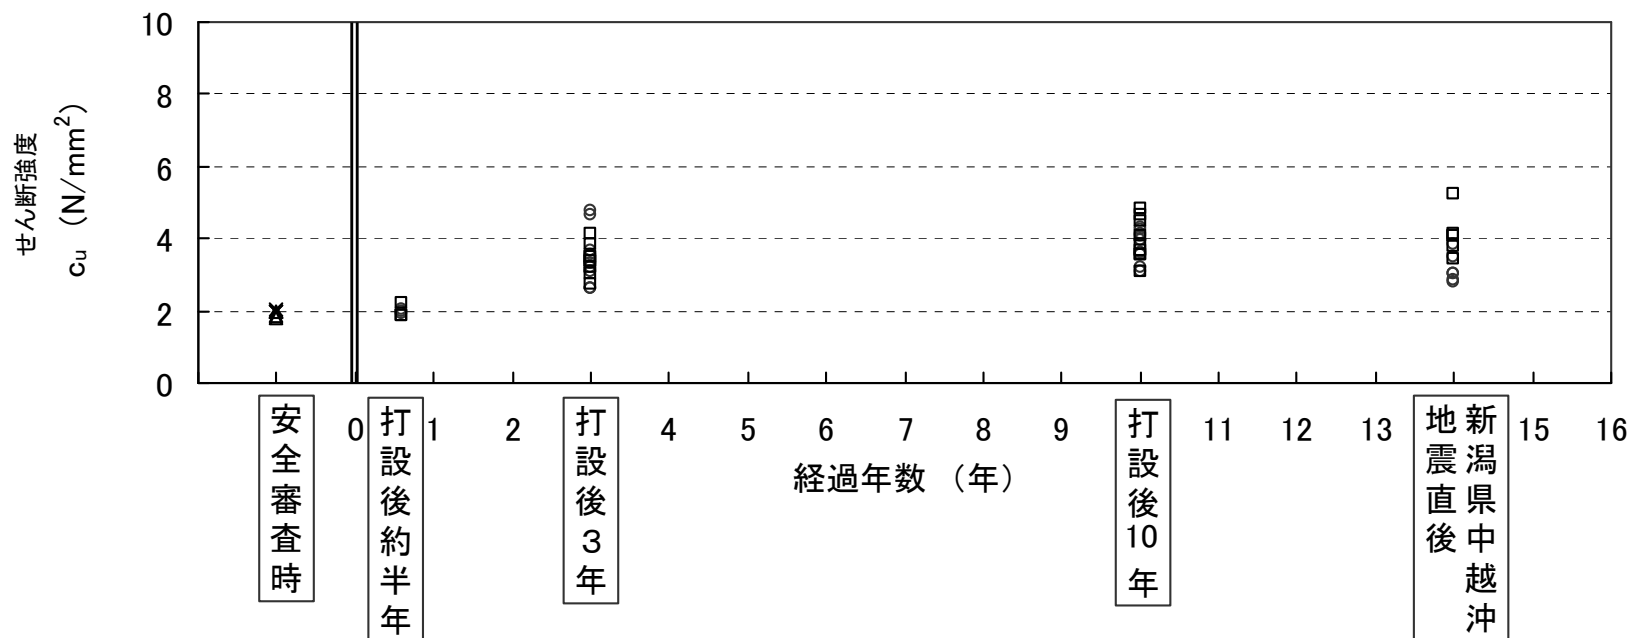 10
8
6
4
2
0
せん断強度
cu (N/mm2)
安全審査時
0
打設後約半年
1
2
打設後3年
4
5
6
7
8
9
打設後10年
11
12
13
新潟県中越沖
地震直後
15
16
経過年数 (年)